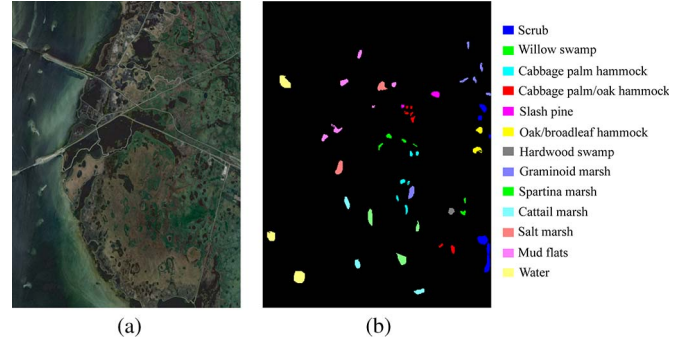 Scrub
Willow swamp
Cabbage palm hammock
Cabbage palm/oak hammock
Slash pine
Oak/broadleaf hammock
Hardwood swamp
Graminoid marsh
Spartina marsh
Cattail marsh
Salt marsh
Mud flats
Water
(a)
(b)